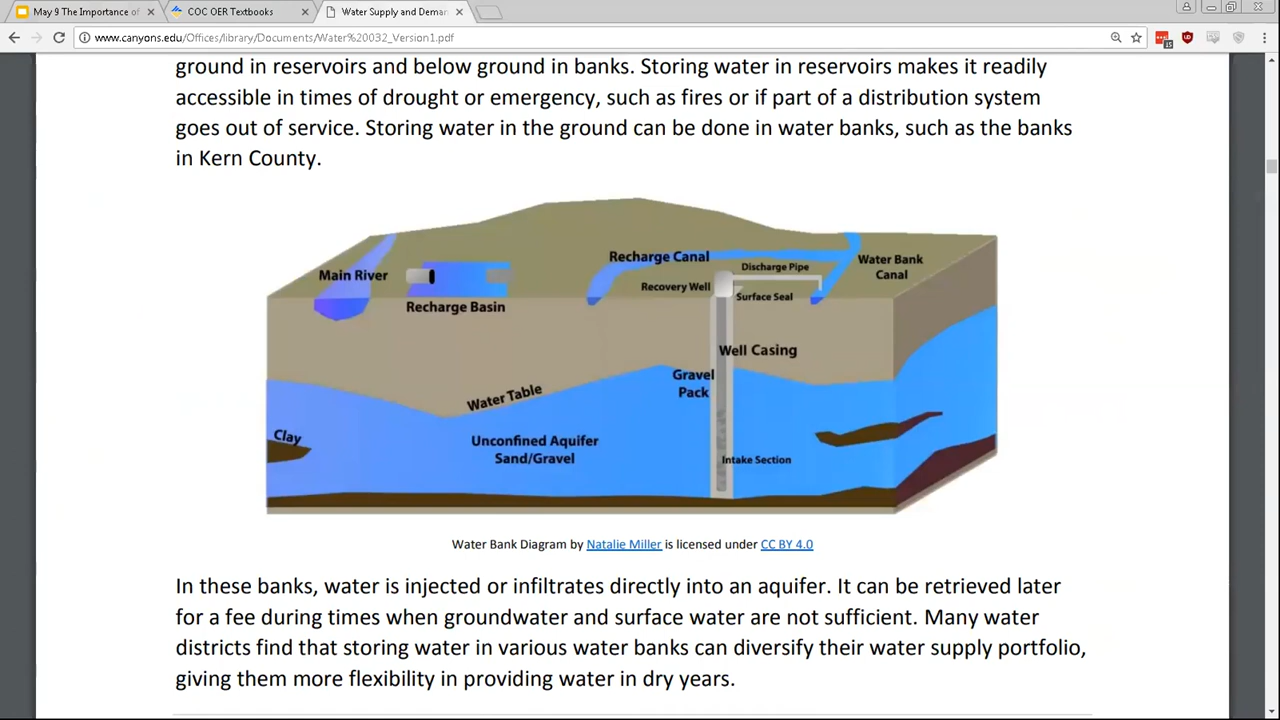 May 9 The Importance of
COC OER Textbooks
Water Supply and Deman
www.canyons.edu/Offices/library/Documents/Water%20032_Version1.pdf
15
ground in reservoirs and below ground in banks. Storing water in reservoirs makes it readily
accessible in times of drought or emergency, such as fires or if part of a distribution system
goes out of service. Storing water in the ground can be done in water banks, such as the banks
in Kern County.
Main River
Recharge Basin
Recharge Canal
Discharge Pipe
Water Bank
Canal
Recovery Well
Surface Seal
Well Casing
Gravel
Pack
Water Table
Clay
Unconfined Aquifer
Sand/Gravel
Intake Section
Water Bank Diagram by Natalie Miller is licensed under CC BY 4.0
In these banks, water is injected or infiltrates directly into an aquifer. It can be retrieved later
for a fee during times when groundwater and surface water are not sufficient. Many water
districts find that storing water in various water banks can diversify their water supply portfolio,
giving them more flexibility in providing water in dry years.